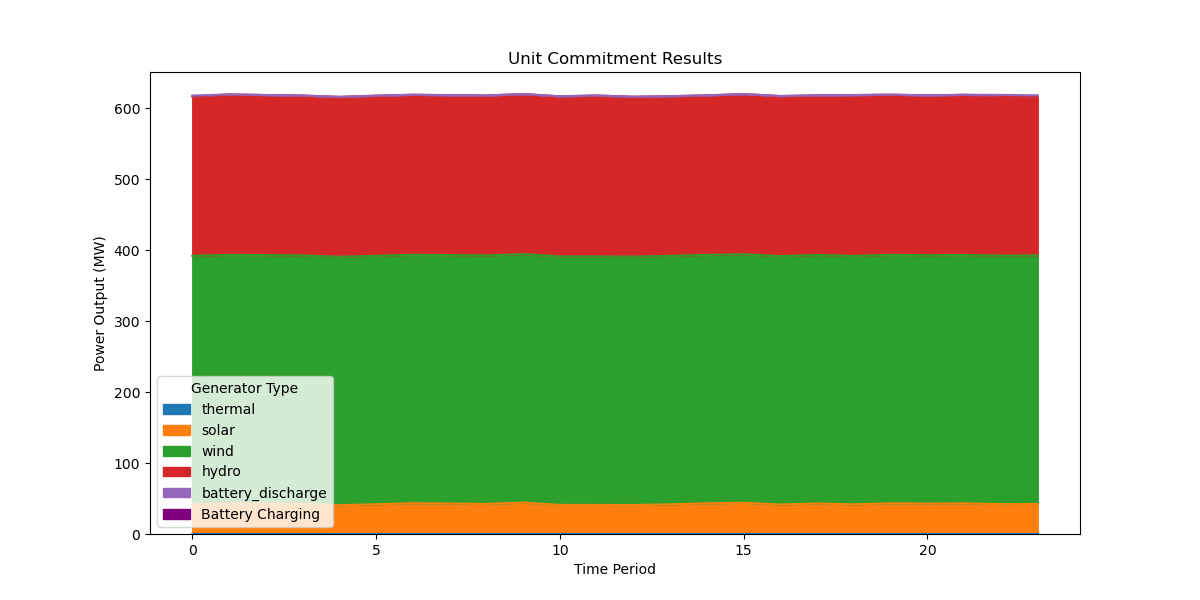 Unit Commitment Results
Power Output (MW)
600
500
400
300
200
100
0
Generator Type
thermal
solar
wind
hydro
battery_discharge
Battery Charging
0 5 10 15 20
Time Period